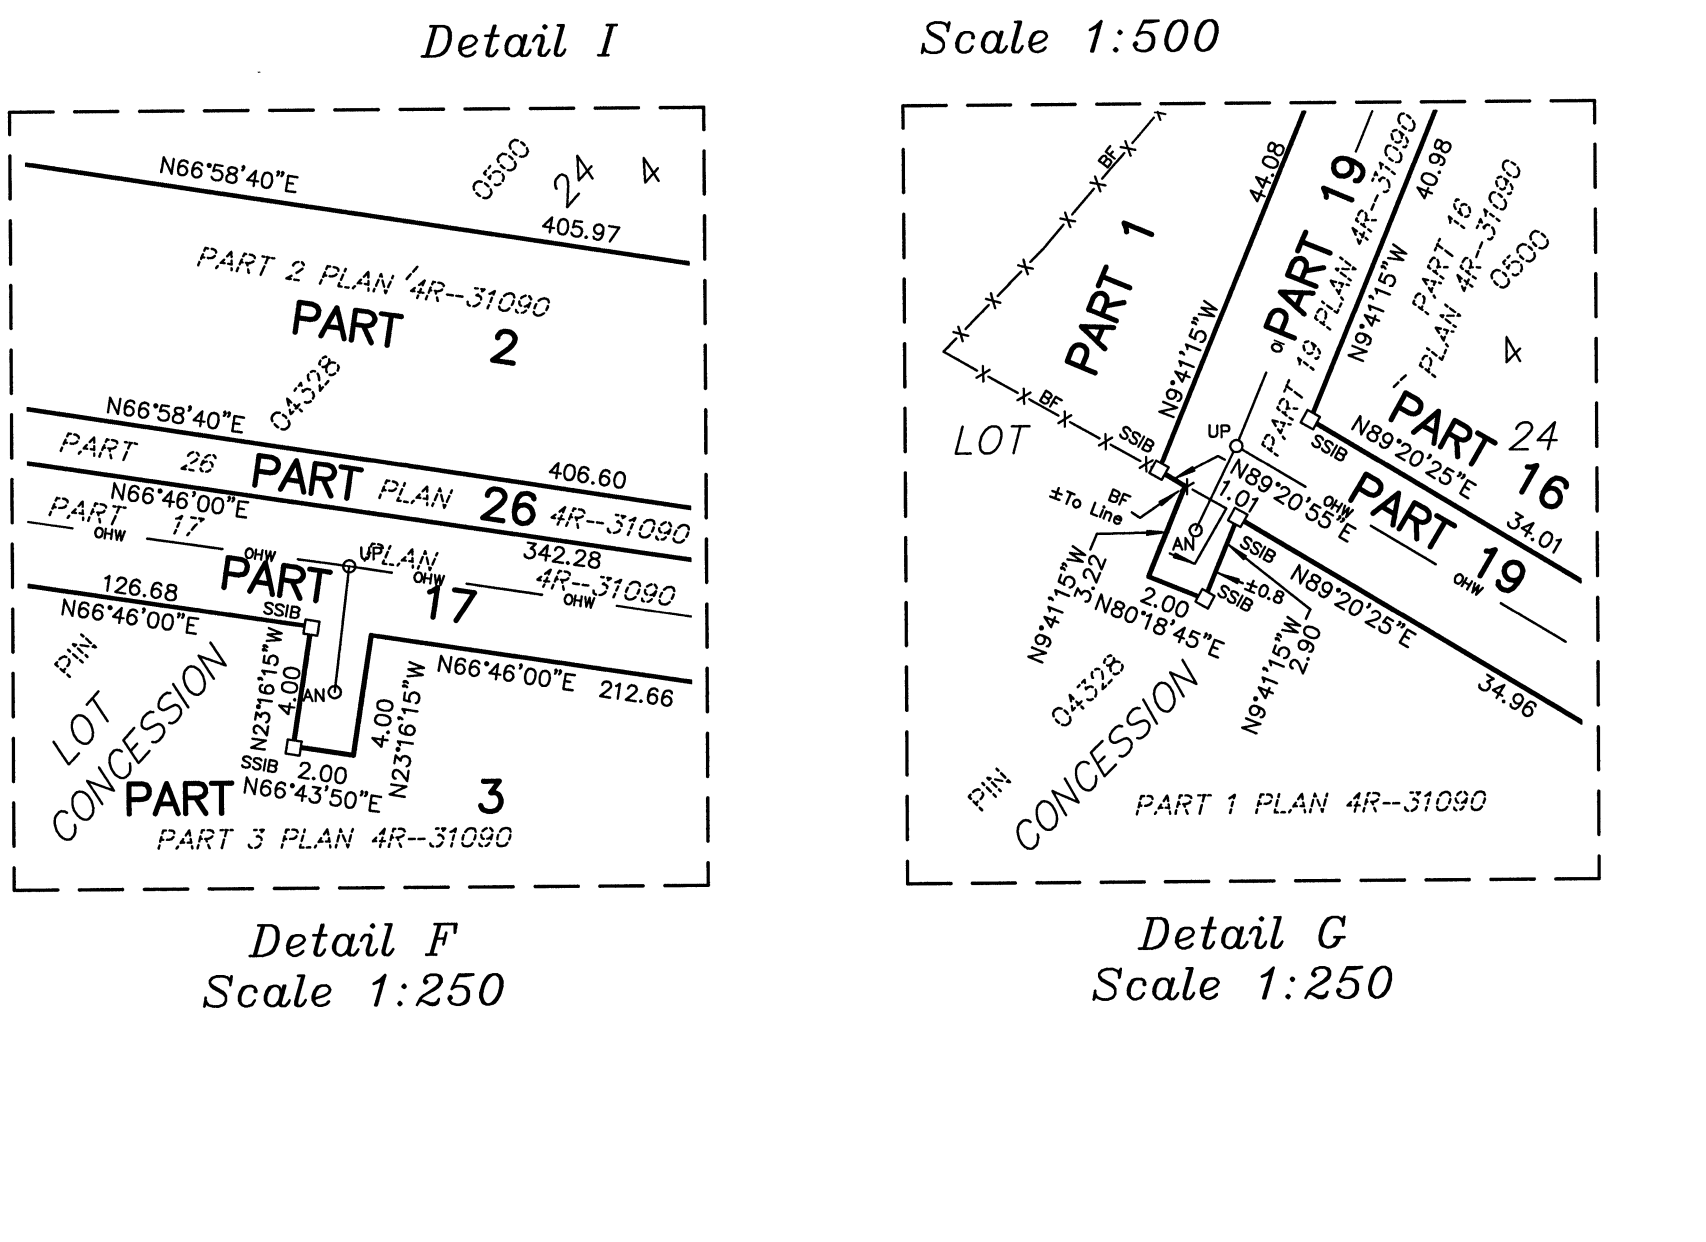 Detail I
Scale 1:500
N66°58'40"E
0500
24
4
405.97
PART 2 PLAN 4R--31090
PART 2
04328
N66°58'40"E
PART 26 PLAN 4R--31090
PART 26
406.60
N66°46'00"E
PART 17 PLAN 4R--31090
OHW
OHW
UP
OHW
OHW
342.28
PART 17
126.68
N66°46'00"E
SSIB
N23°16'15"W
4.00
AN
4.00
N23°16'15"W
N66°46'00"E
212.66
PIN
LOT
CONCESSION
SSIB
2.00
N66°43'50"E
PART 3
PART 3 PLAN 4R--31090
Detail F
Scale 1:250
BF
44.08
PART 19
PART 19 PLAN 4R--31090
40.98
PART 16
PLAN 4R--31090
0500
PART 1
N9°41'15"W
N9°41'15"W
4
BF
LOT
SSIB
UP
SSIB
PART 16
24
N89°20'25"E
34.01
N89°20'55"E
1.01
OHW
PART 19
OHW
BF
±To Line
AN
SSIB
N9°41'15"W
3.22
2.00
N80°18'45"E
SSIB
±0.8
N89°20'25"E
34.96
N9°41'15"W
2.90
04328
PIN
CONCESSION
PART 1 PLAN 4R--31090
Detail G
Scale 1:250